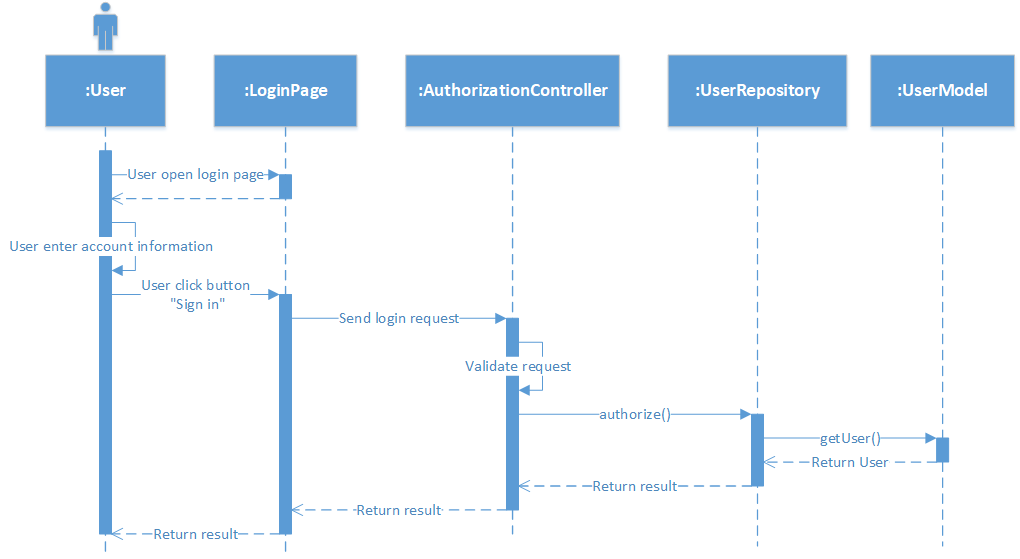 :User
:LoginPage
:AuthorizationController
:UserRepository
:UserModel
User open login page
User enter account information
User click button
"Sign in"
Send login request
Validate request
authorize()
getUser()
Return User
Return result
Return result
Return result